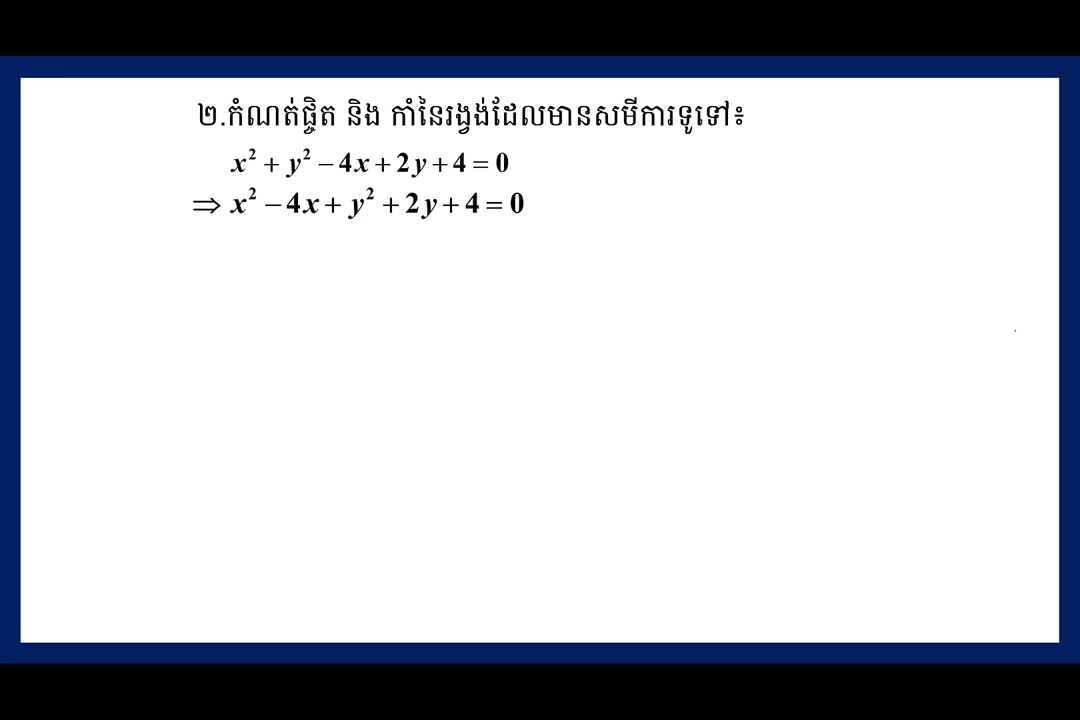 ២.កំណត់ផ្ចិត និង កាំនៃរង្វង់ដែលមានសមីការទូទៅ៖
x² + y² − 4x + 2y + 4 = 0
⇒ x² − 4x + y² + 2y + 4 = 0